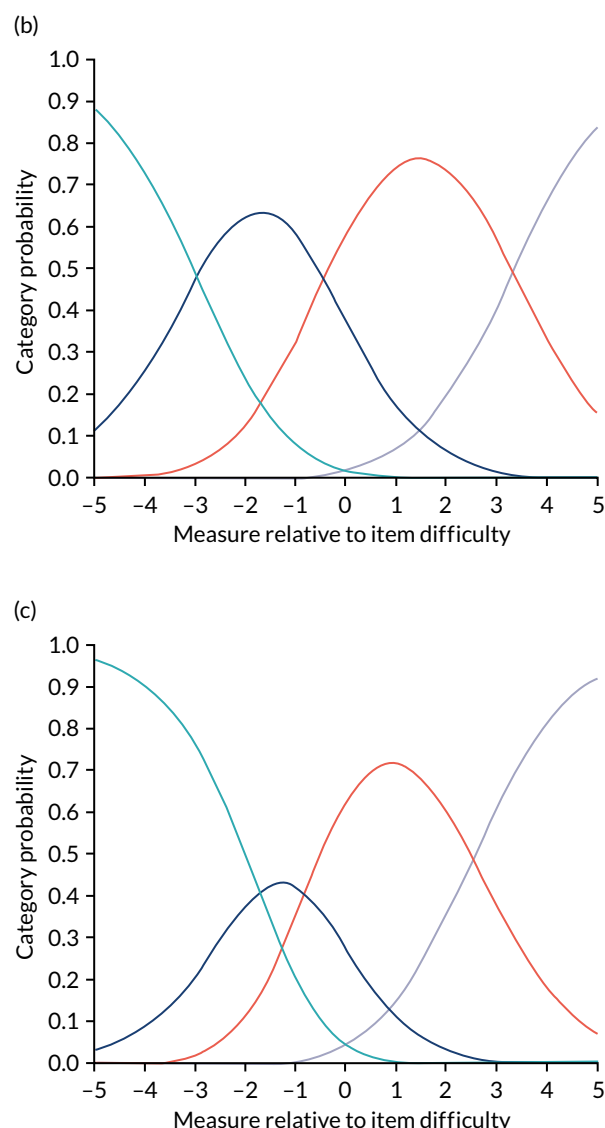 (b)
1.0
0.9
0.8
0.7
0.6
0.5
0.4
0.3
0.2
0.1
0.0
Category probability
–5 –4 –3 –2 –1 0 1 2 3 4 5
Measure relative to item difficulty
(c)
1.0
0.9
0.8
0.7
0.6
0.5
0.4
0.3
0.2
0.1
0.0
Category probability
–5 –4 –3 –2 –1 0 1 2 3 4 5
Measure relative to item difficulty